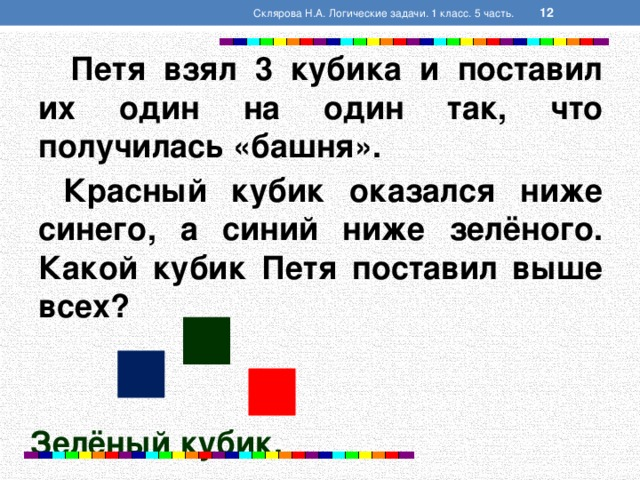 Склярова Н.А. Логические задачи. 1 класс. 5 часть. 12
Петя взял 3 кубика и поставил
их один на один так, что
получилась «башня».
Красный кубик оказался ниже
синего, а синий ниже зелёного.
Какой кубик Петя поставил выше
всех?
Зелёный кубик.